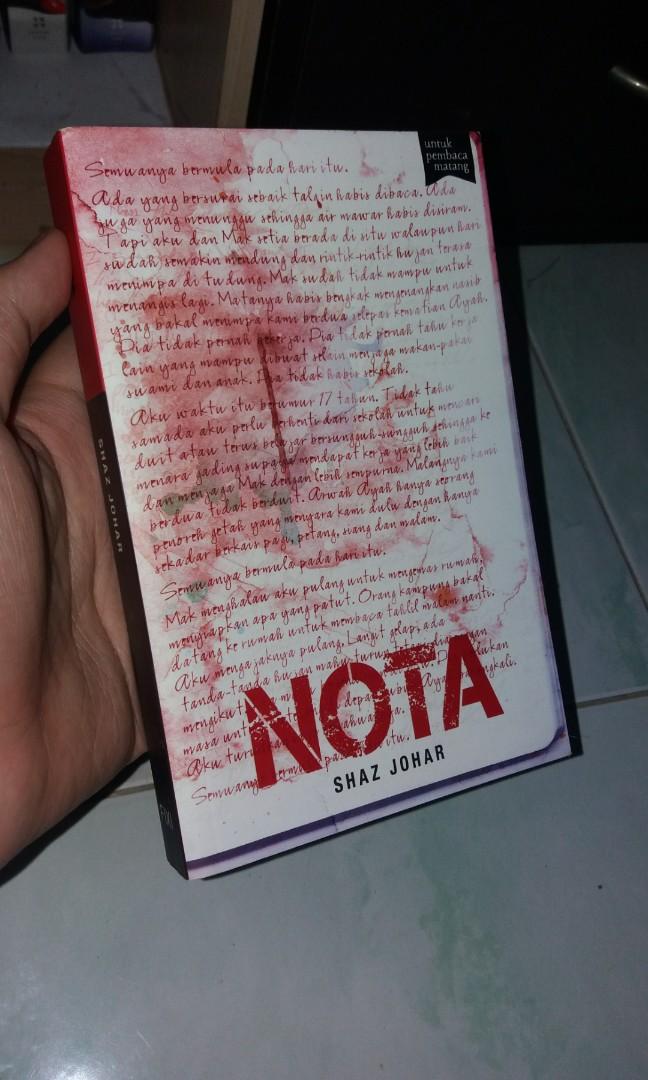 untuk
pembaca
matang
Semuanya bermula pada hari itu.
Ada yang bersurai sebaik talqin habis dibaca. Ada
juga yang menunggu sehingga air mawar habis disiram.
Tapi aku dan Mak setia berada di situ walaupun hari
sudah semakin mendung dan rintik-rintik hujan terasa
menimpa di tudung. Mak sudah tidak mampu untuk
menangis lagi. Matanya habis bengkak mengenangkan nasib
yang bakal menimpa kami berdua selepas kematian Ayah.
Dia tidak pernah bekerja. Dia tidak pernah tahu kerja
lain yang mampu dibuat selain menjaga makan-pakai
suami dan anak. Dia tidak habis sekolah.
Aku waktu itu berumur 17 tahun. Tidak tahu
samada aku perlu berhenti dari sekolah untuk mencari
duit atau terus belajar bersungguh-sungguh sehingga ke
menara gading supaya mendapat kerja yang lebih baik
dan menjaga Mak dengan lebih sempurna. Malangnya kami
berdua tidak berduit. Arwah Ayah hanya seorang
penoreh getah yang menyara kami dulu dengan hanya
sekadar berkais pagi, petang, siang dan malam.
Semuanya bermula pada hari itu.
Mak menghalau aku pulang untuk mengemas rumah,
menyiapkan apa yang patut. Orang kampung bakal
datang ke rumah untuk membaca tahlil malam nanti.
Aku mengajaknya pulang. Langit gelap, ada
tanda-tanda hujan mahu turun
mengikut
masa untuk
Aku
Semuanya
NOTA
SHAZ JOHAR
SHAZ JOHAR
FIXI